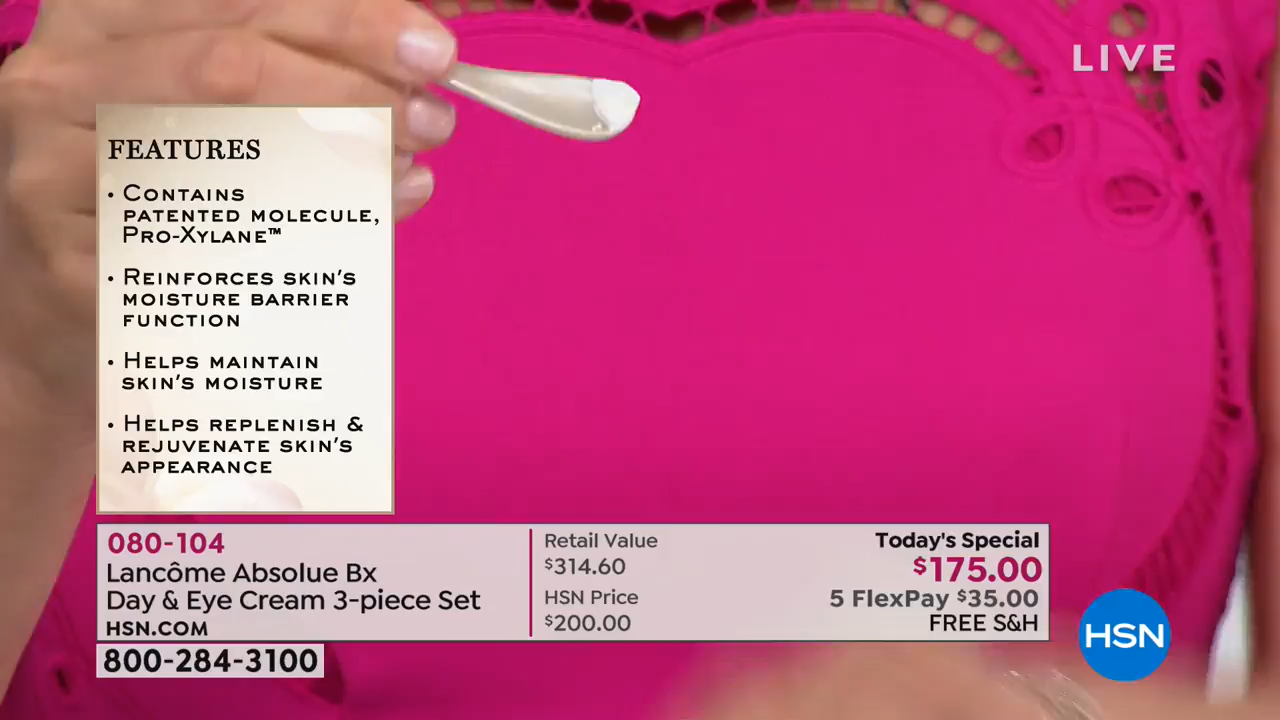 LIVE
FEATURES
• CONTAINS
PATENTED MOLECULE,
PRO-XYLANE™
• REINFORCES SKIN'S
MOISTURE BARRIER
FUNCTION
• HELPS MAINTAIN
SKIN'S MOISTURE
• HELPS REPLENISH &
REJUVENATE SKIN'S
APPEARANCE
080-104
Lancôme Absolue Bx
Day & Eye Cream 3-piece Set
HSN.COM
Retail Value
$314.60
HSN Price
$200.00
Today's Special
$175.00
5 FlexPay $35.00
FREE S&H
800-284-3100
HSN